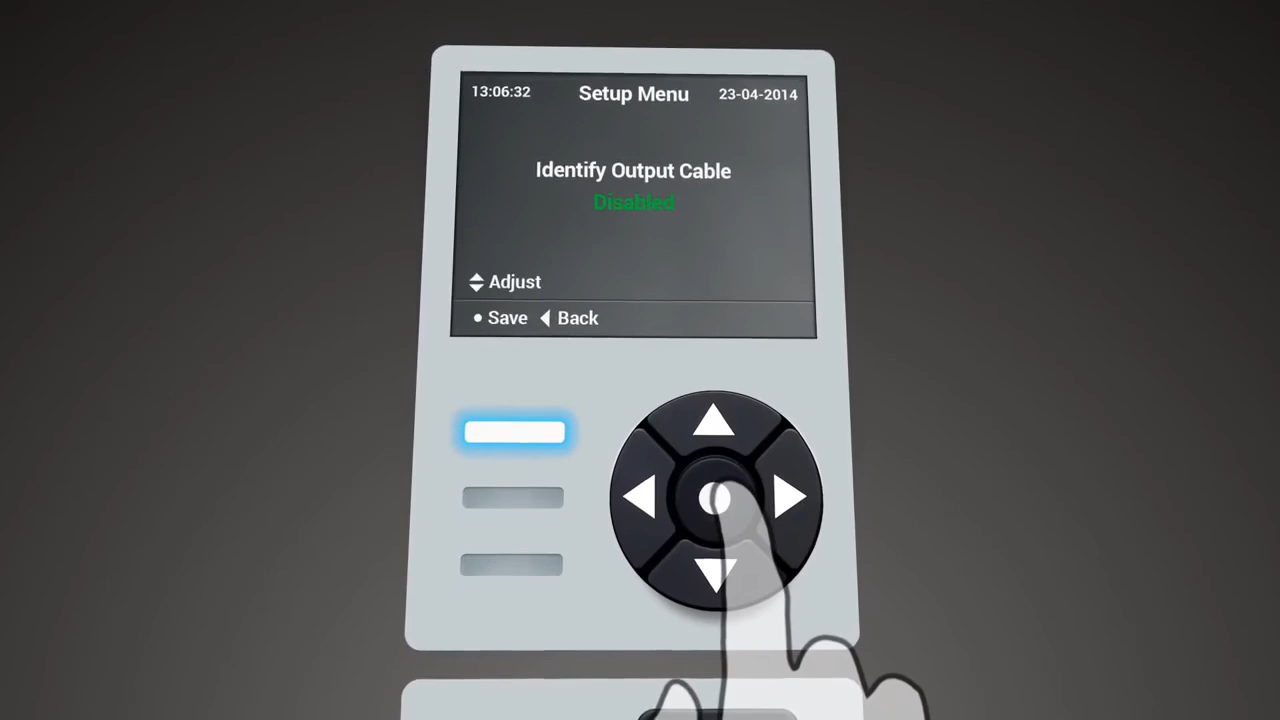 13:06:32 Setup Menu 23-04-2014
Identify Output Cable
Disabled
Adjust
Save Back